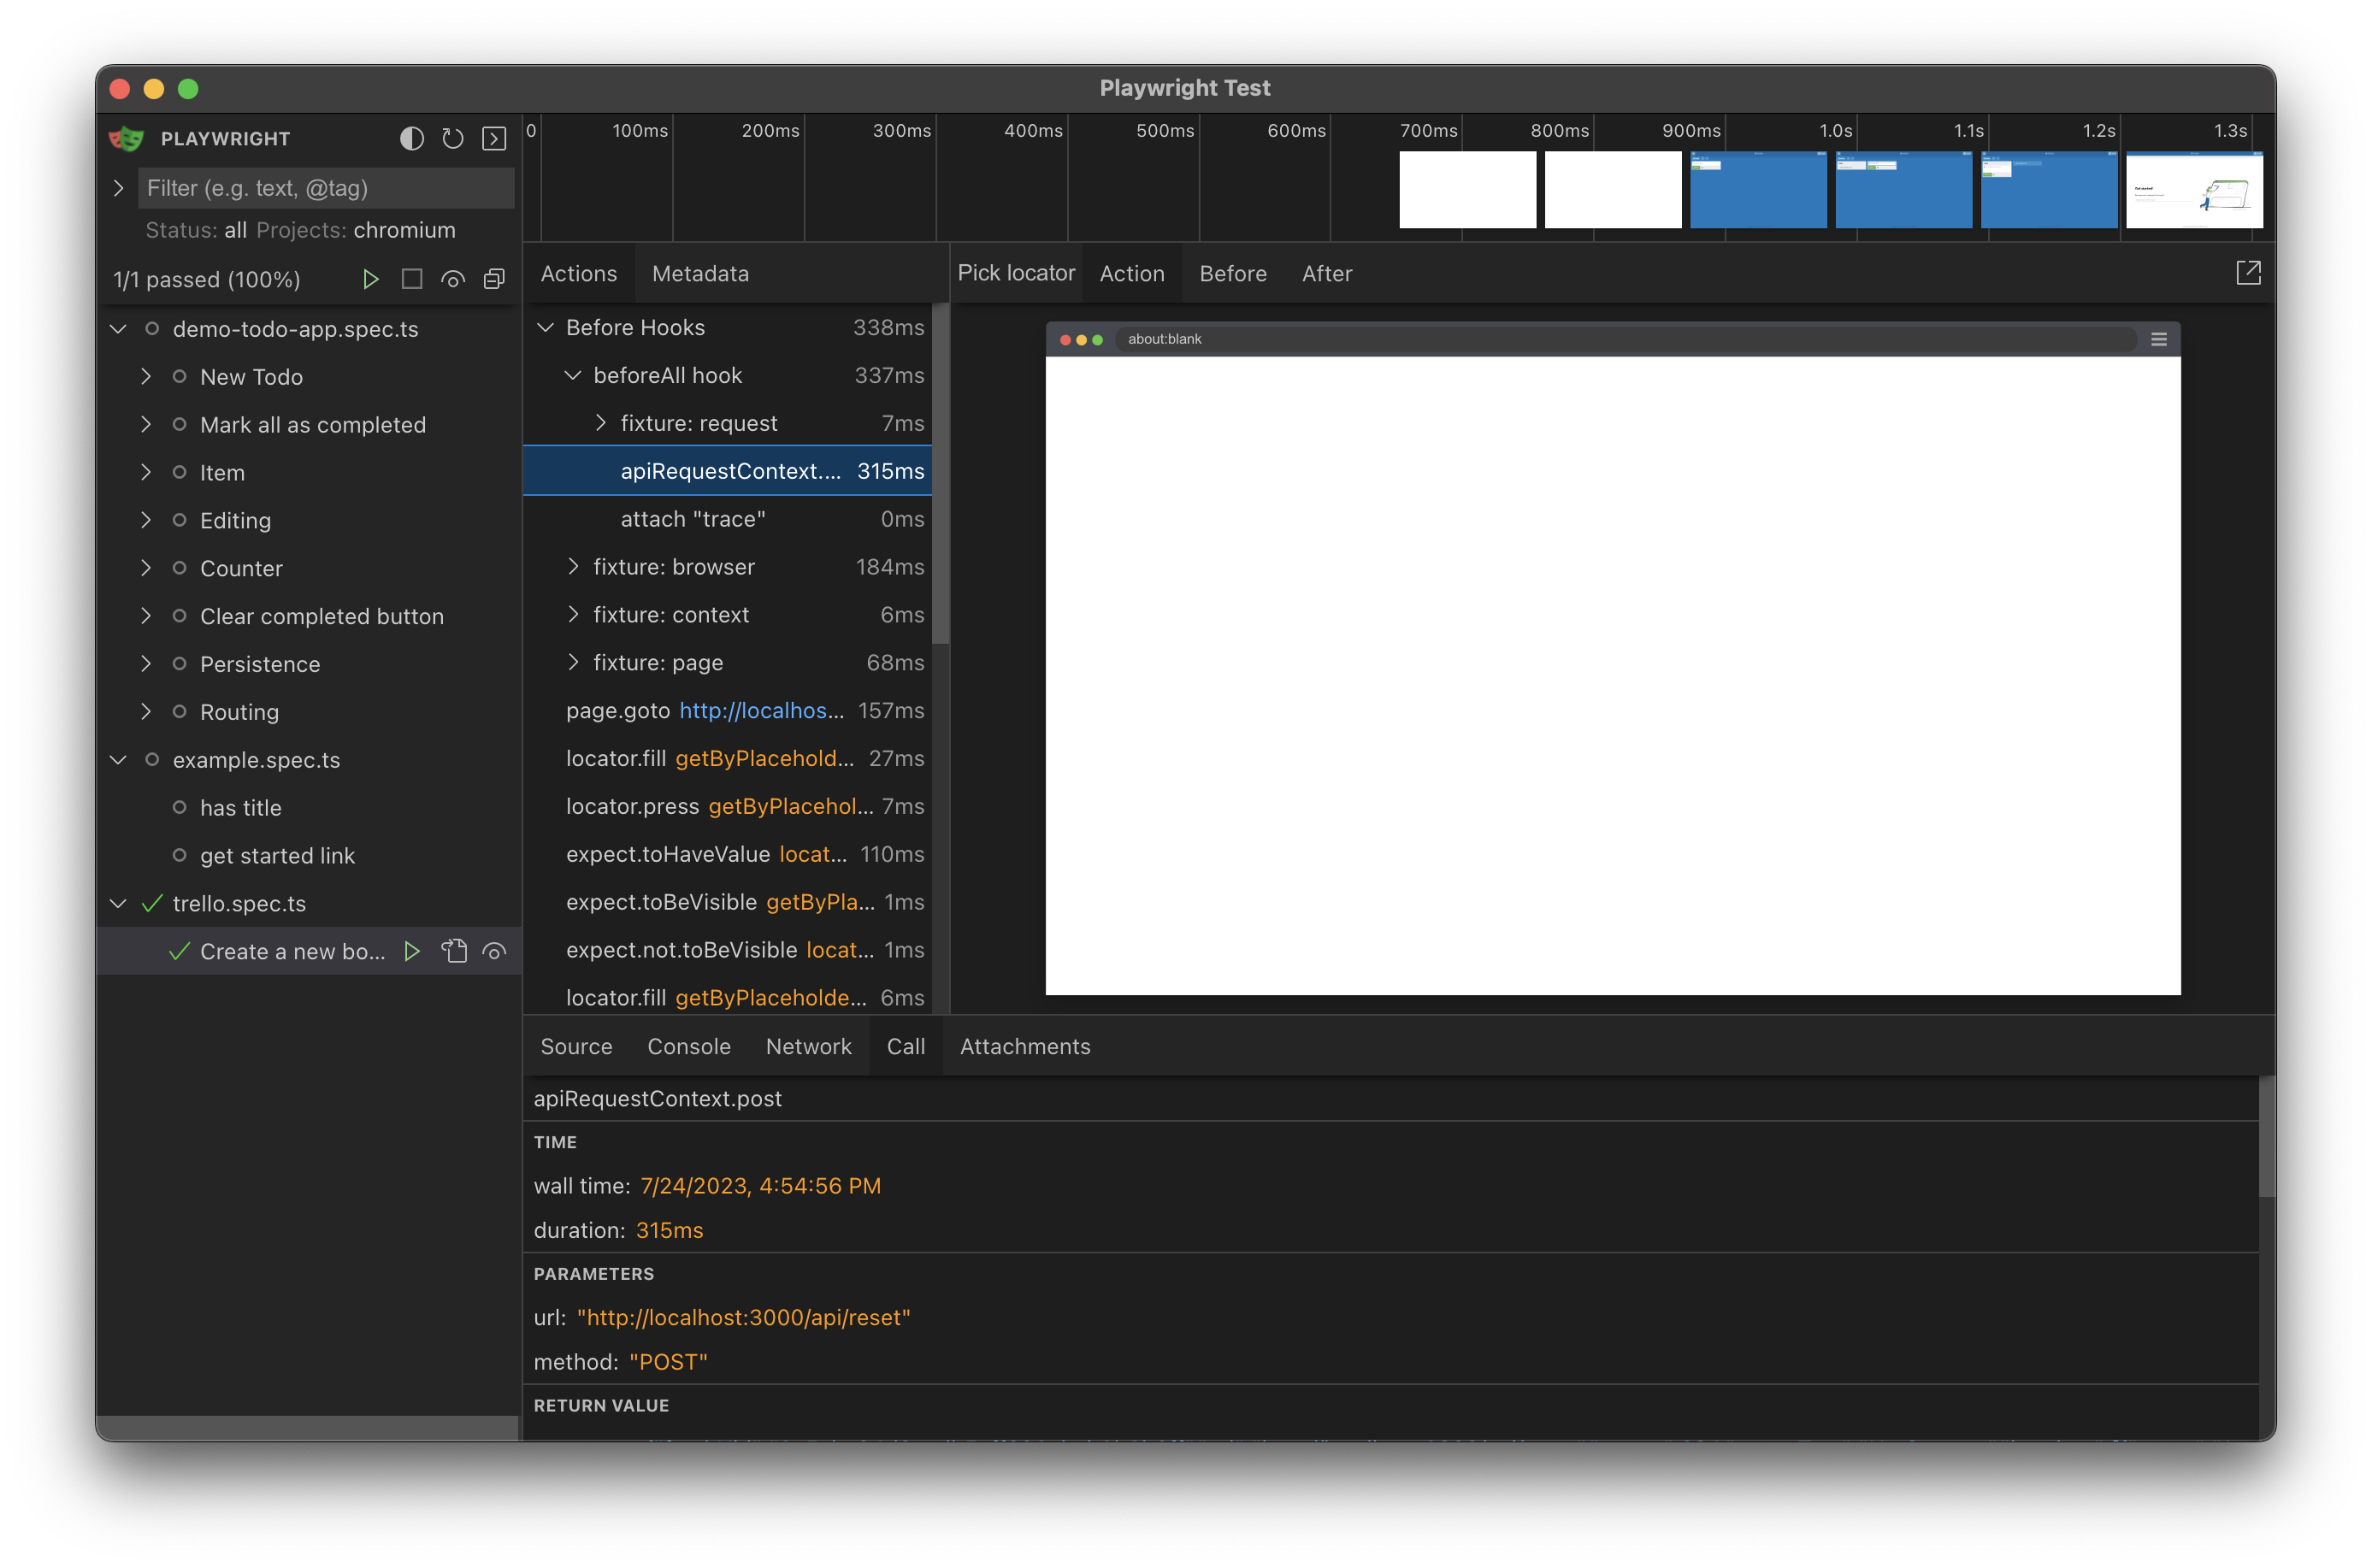 Playwright Test
PLAYWRIGHT
Filter (e.g. text, @tag)
Status: all Projects: chromium
1/1 passed (100%)
demo-todo-app.spec.ts
New Todo
Mark all as completed
Item
Editing
Counter
Clear completed button
Persistence
Routing
example.spec.ts
has title
get started link
trello.spec.ts
Create a new bo...
0 100ms 200ms 300ms 400ms 500ms 600ms 700ms 800ms 900ms 1.0s 1.1s 1.2s 1.3s
Actions Metadata
Before Hooks 338ms
beforeAll hook 337ms
fixture: request 7ms
apiRequestContext.... 315ms
attach "trace" 0ms
fixture: browser 184ms
fixture: context 6ms
fixture: page 68ms
page.goto http://localhos... 157ms
locator.fill getByPlacehold... 27ms
locator.press getByPlacehol... 7ms
expect.toHaveValue locat... 110ms
expect.toBeVisible getByPla... 1ms
expect.not.toBeVisible locat... 1ms
locator.fill getByPlaceholde... 6ms
Pick locator Action Before After
about:blank
Source Console Network Call Attachments
apiRequestContext.post
TIME
wall time: 7/24/2023, 4:54:56 PM
duration: 315ms
PARAMETERS
url: "http://localhost:3000/api/reset"
method: "POST"
RETURN VALUE